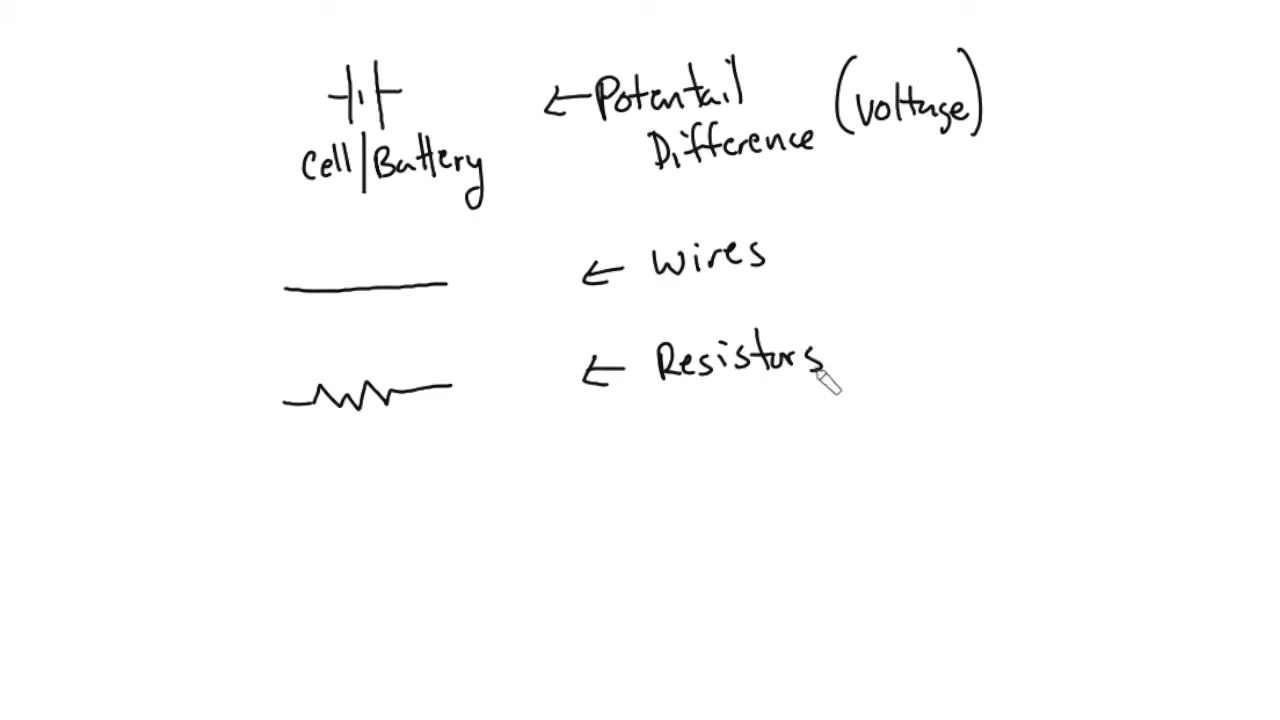 ←Potentail (Voltage)
Difference
Cell/Battery
← Wires
← Resistors